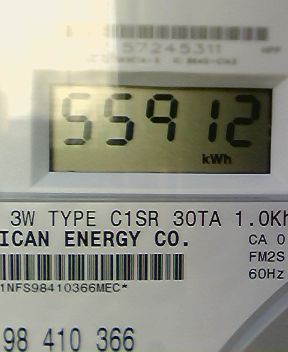 57245311
55912
kWh
3W TYPE C1SR 30TA 1.0Kh
ICAN ENERGY CO.
CA 0
FM2S
60Hz
1NFS98410366MEC*
98 410 366